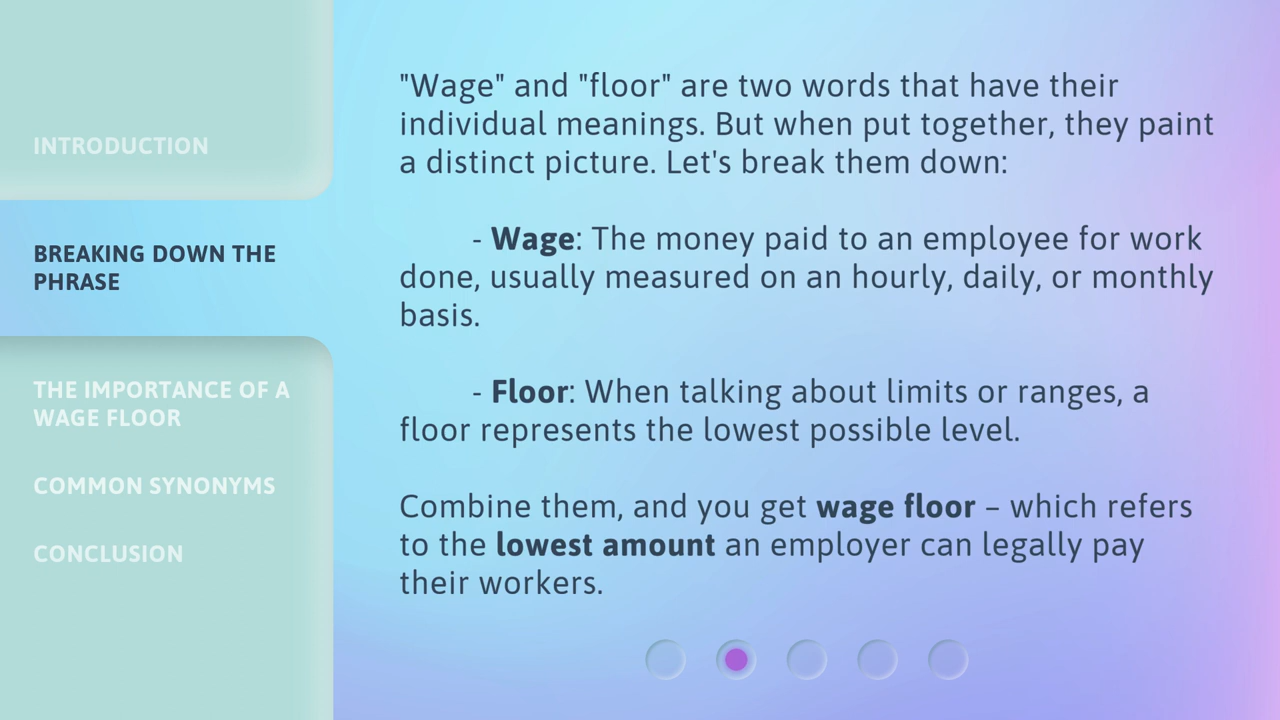 INTRODUCTION
BREAKING DOWN THE
PHRASE
THE IMPORTANCE OF A
WAGE FLOOR
COMMON SYNONYMS
CONCLUSION
"Wage" and "floor" are two words that have their
individual meanings. But when put together, they paint
a distinct picture. Let's break them down:
- Wage: The money paid to an employee for work
done, usually measured on an hourly, daily, or monthly
basis.
- Floor: When talking about limits or ranges, a
floor represents the lowest possible level.
Combine them, and you get wage floor – which refers
to the lowest amount an employer can legally pay
their workers.